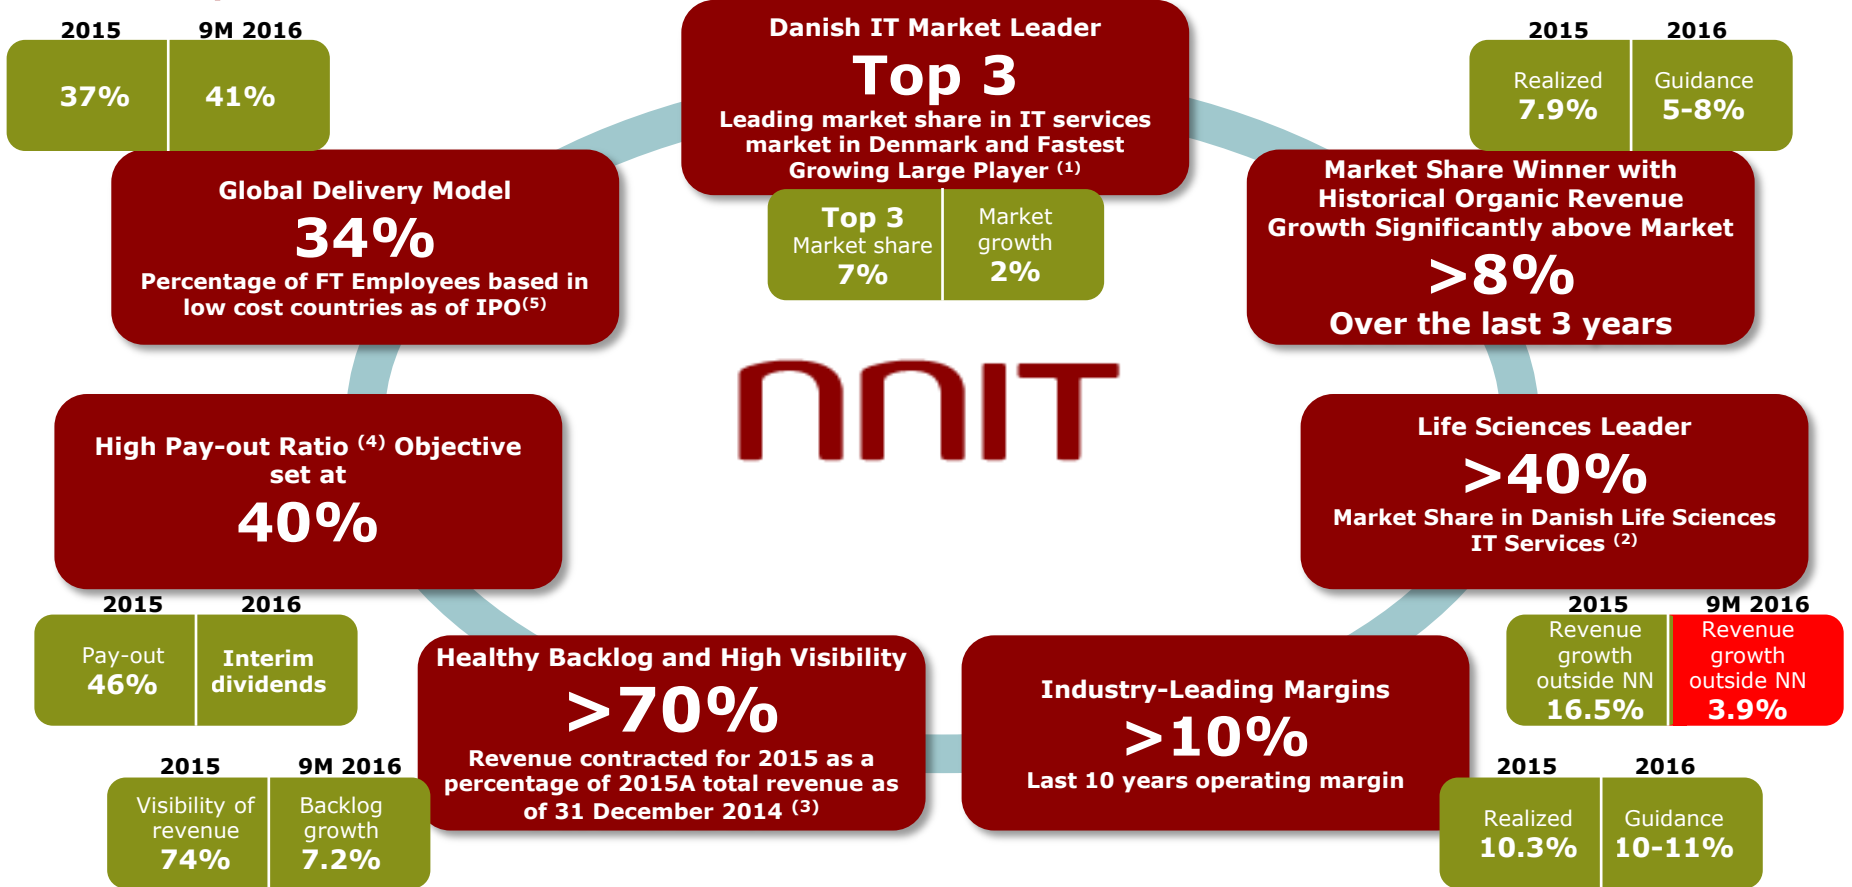 2015 9M 2016
37% 41%
Global Delivery Model
34%
Percentage of FT Employees based in
low cost countries as of IPO(5)
Danish IT Market Leader
Top 3
Leading market share in IT services
market in Denmark and Fastest
Growing Large Player (1)
Top 3
Market share
7%
Market
growth
2%
2015 2016
Realized
7.9%
Guidance
5-8%
Market Share Winner with
Historical Organic Revenue
Growth Significantly above Market
>8%
Over the last 3 years
nnit
High Pay-out Ratio (4) Objective
set at
40%
2015 2016
Pay-out
46%
Interim
dividends
Life Sciences Leader
>40%
Market Share in Danish Life Sciences
IT Services (2)
2015 9M 2016
Revenue
growth
outside NN
16.5%
Revenue
growth
outside NN
3.9%
Healthy Backlog and High Visibility
>70%
Revenue contracted for 2015 as a
percentage of 2015A total revenue as
of 31 December 2014 (3)
2015 9M 2016
Visibility of
revenue
74%
Backlog
growth
7.2%
Industry-Leading Margins
>10%
Last 10 years operating margin
2015 2016
Realized
10.3%
Guidance
10-11%